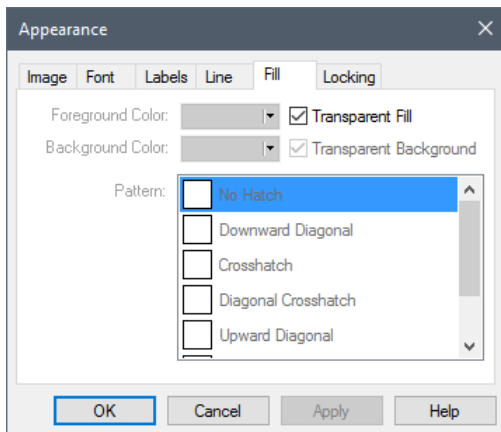 Appearance
Image Font Labels Line Fill Locking
Foreground Color: Transparent Fill
Background Color: Transparent Background
Pattern: No Hatch
Downward Diagonal
Crosshatch
Diagonal Crosshatch
Upward Diagonal
OK Cancel Apply Help